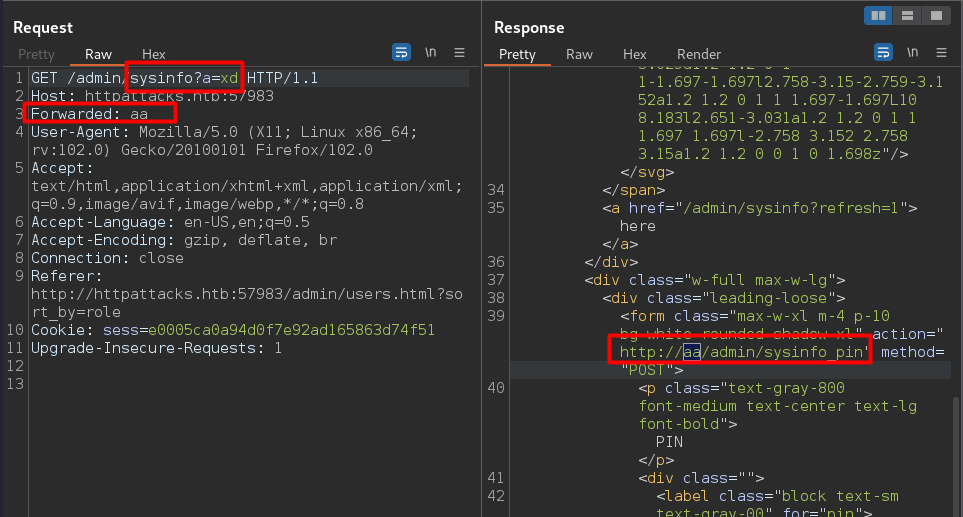 Request
Pretty Raw Hex \n
1 GET /admin/sysinfo?a=xd HTTP/1.1
2 Host: httpattacks.htb:57983
3 Forwarded: aa
4 User-Agent: Mozilla/5.0 (X11; Linux x86_64;
rv:102.0) Gecko/20100101 Firefox/102.0
5 Accept:
text/html,application/xhtml+xml,application/xml;
q=0.9,image/avif,image/webp,*/*;q=0.8
6 Accept-Language: en-US,en;q=0.5
7 Accept-Encoding: gzip, deflate, br
8 Connection: close
9 Referer:
http://httpattacks.htb:57983/admin/users.html?so
rt_by=role
10 Cookie: sess=e0005ca0a94d0f7e92ad165863d74f51
11 Upgrade-Insecure-Requests: 1
12
13
Response
Pretty Raw Hex Render \n
1-1.697-1.697l2.758-3.15-2.759-3.1
52a1.2 1.2 0 1 1 1.697-1.697L10
8.183l2.651-3.031a1.2 1.2 0 1 1
1.697 1.697l-2.758 3.152 2.758
3.15a1.2 1.2 0 0 1 0 1.698z"/>
</svg>
34 </span>
35 <a href="/admin/sysinfo?refresh=1">
here
</a>
36 </div>
37 <div class="w-full max-w-lg">
38 <div class="leading-loose">
39 <form class="max-w-xl m-4 p-10
bg-white rounded shadow-xl" action="
http://aa/admin/sysinfo_pin" method=
"POST">
40 <p class="text-gray-800
font-medium text-center text-lg
font-bold">
PIN
</p>
41 <div class="">
42 <label class="block text-sm
text-gray-00" for="pin">